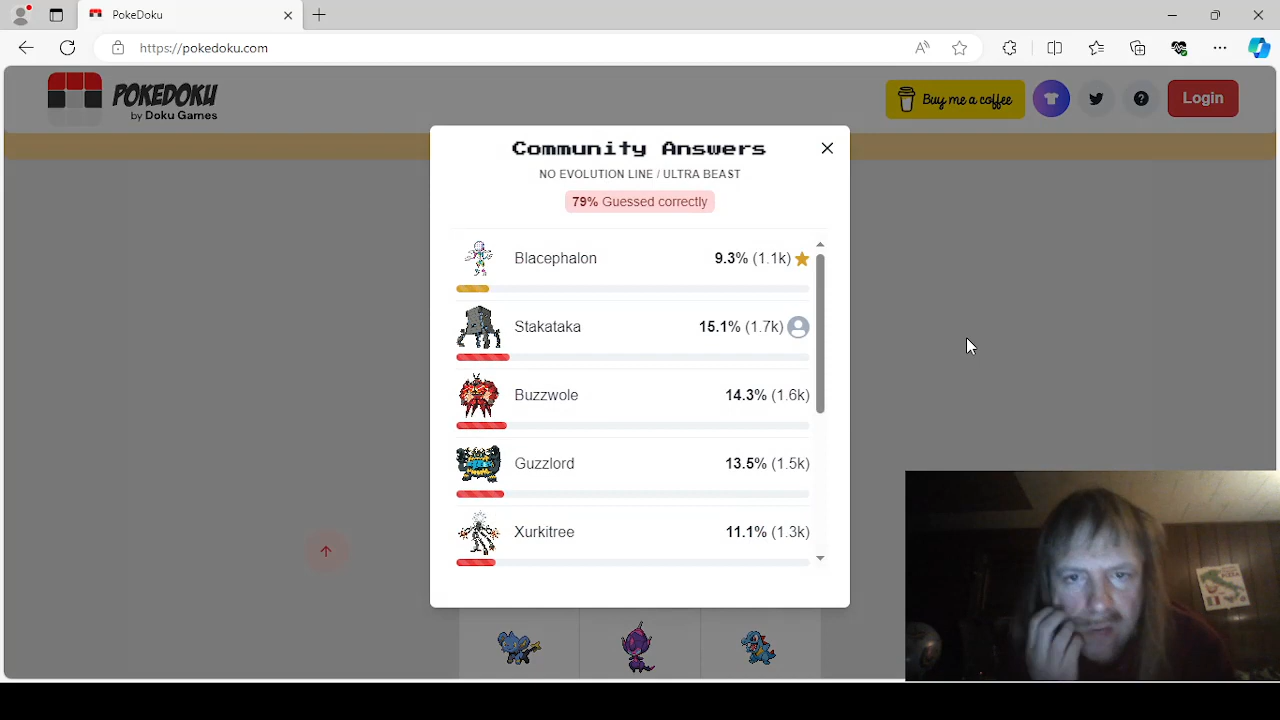 PokeDoku
https://pokedoku.com
POKEDOKU
by Doku Games
Buy me a coffee
Login
Community Answers
NO EVOLUTION LINE / ULTRA BEAST
79% Guessed correctly
Blacephalon 9.3% (1.1k)
Stakataka 15.1% (1.7k)
Buzzwole 14.3% (1.6k)
Guzzlord 13.5% (1.5k)
Xurkitree 11.1% (1.3k)
PIZZA